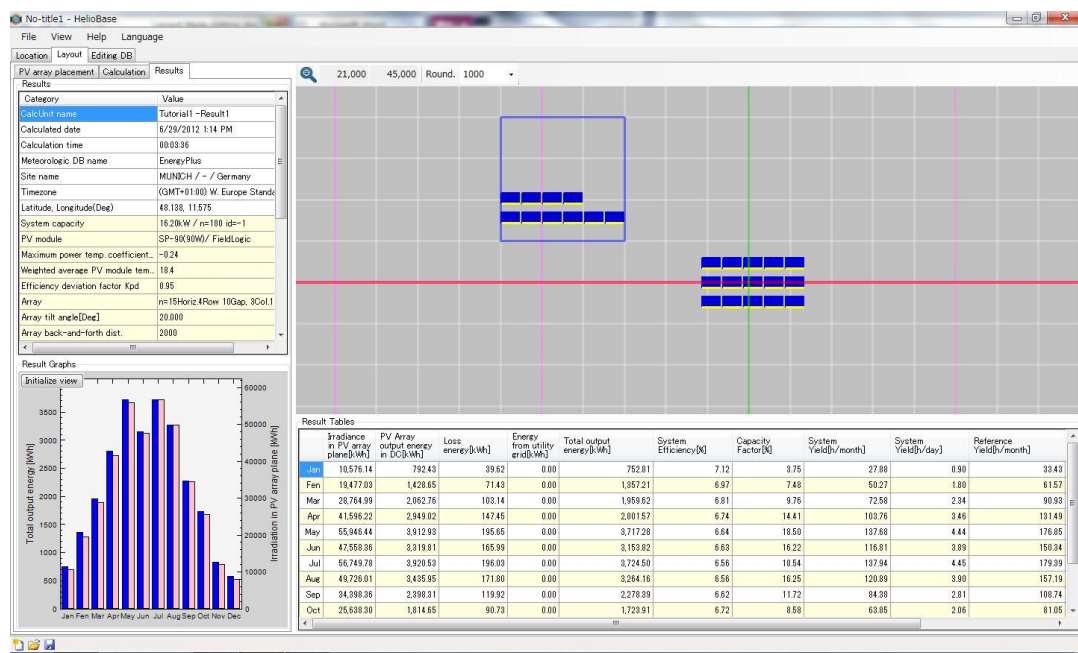 No-title1 - HelioBase
File View Help Language
Location Layout Editing DB
PV array placement Calculation Results
21,000 45,000 Round. 1000
Results
Category Value
CalcUnit name Tutorial1 -Result1
Calculated date 6/29/2012 1:14 PM
Calculation time 00:03:36
Meteorologic DB name EnergyPlus
Site name MUNICH / - / Germany
Timezone (GMT+01:00) W. Europe Standa
Latitude, Longitude(Deg) 48.138, 11.575
System capacity 16.20kW / n=180 id=-1
PV module SP-90(90W)/ FieldLogic
Maximum power temp. coefficient... -0.24
Weighted average PV module tem... 18.4
Efficiency deviation factor Kpd 0.95
Array n=15Horiz.4Row 10Gap, 3Col.1
Array tilt angle[Deg] 20.000
Array back-and-forth dist. 2000
Result Graphs
Initialize view
Total output energy [kWh]
3500
3000
2500
2000
1500
1000
500
0
60000
50000
40000
30000
20000
10000
0
Irradiation in PV array plane [kWh]
Jan Fen Mar Apr May Jun Jul Aug Sep Oct Nov Dec
Result Tables
Irradiance in PV array plane[kWh] PV Array output energy in DC[kWh] Loss energy[kWh] Energy from utility grid[kWh] Total output energy[kWh] System Efficiency[%] Capacity Factor[%] System Yield[h/month] System Yield[h/day] Reference Yield[h/month]
Jan 10,576.14 792.43 39.62 0.00 752.81 7.12 3.75 27.88 0.90 33.43
Fen 19,477.03 1,428.65 71.43 0.00 1,357.21 6.97 7.48 50.27 1.80 61.57
Mar 28,764.99 2,062.76 103.14 0.00 1,959.62 6.81 9.76 72.58 2.34 90.93
Apr 41,596.22 2,949.02 147.45 0.00 2,801.57 6.74 14.41 103.76 3.46 131.49
May 55,946.44 3,912.93 195.65 0.00 3,717.28 6.64 18.50 137.68 4.44 176.85
Jun 47,558.36 3,319.81 165.99 0.00 3,153.82 6.63 16.22 116.81 3.89 150.34
Jul 56,749.78 3,920.53 196.03 0.00 3,724.50 6.56 18.54 137.94 4.45 179.39
Aug 49,726.01 3,435.95 171.80 0.00 3,264.16 6.56 16.25 120.89 3.90 157.19
Sep 34,398.36 2,398.31 119.92 0.00 2,278.39 6.62 11.72 84.38 2.81 108.74
Oct 25,638.30 1,814.65 90.73 0.00 1,723.91 6.72 8.58 63.85 2.06 81.05